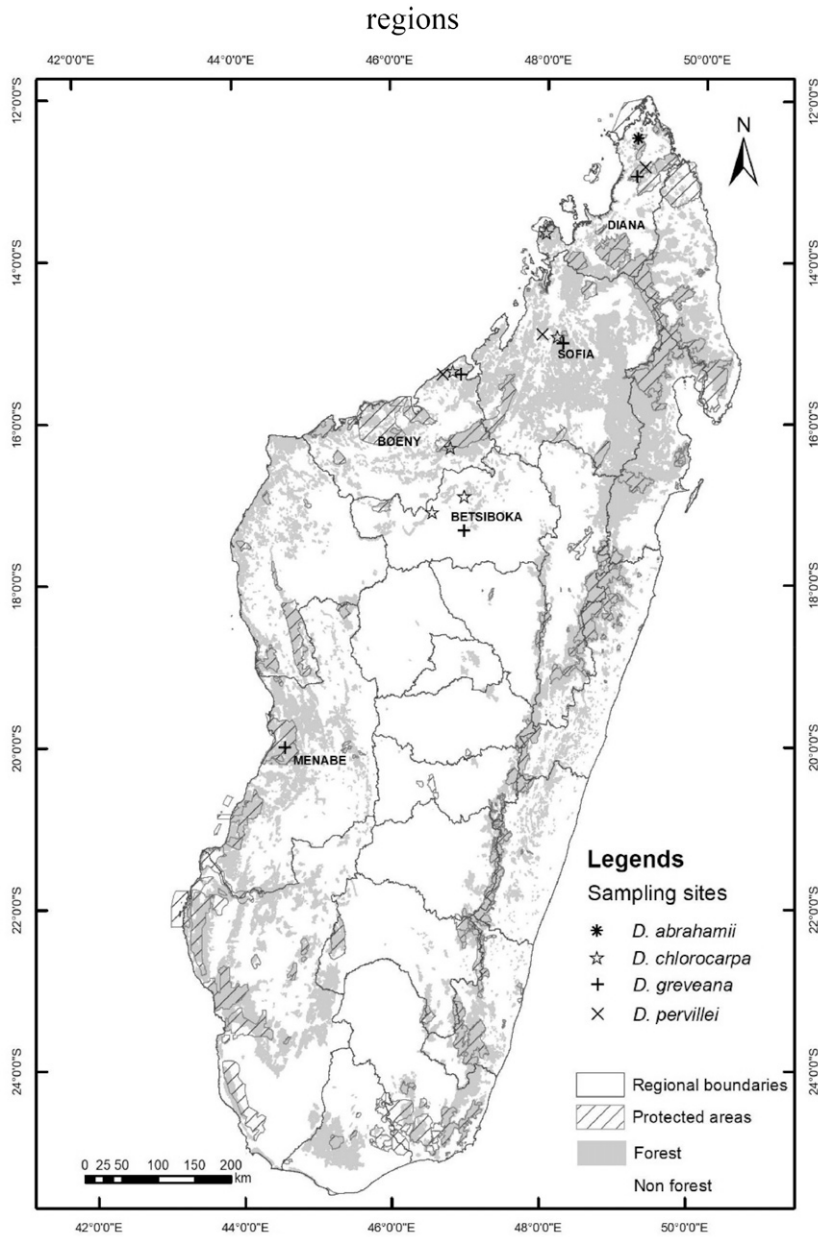 regions
42°0'0"E 44°0'0"E 46°0'0"E 48°0'0"E 50°0'0"E
12°0'0"S 12°0'0"S
N
DIANA
14°0'0"S 14°0'0"S
SOFIA
16°0'0"S 16°0'0"S
BOENY
BETSIBOKA
18°0'0"S 18°0'0"S
20°0'0"S 20°0'0"S
MENABE
Legends
Sampling sites
22°0'0"S 22°0'0"S
D. abrahamii
D. chlorocarpa
D. greveana
D. pervillei
24°0'0"S 24°0'0"S
Regional boundaries
Protected areas
Forest
Non forest
0 25 50 100 150 200
km
42°0'0"E 44°0'0"E 46°0'0"E 48°0'0"E 50°0'0"E